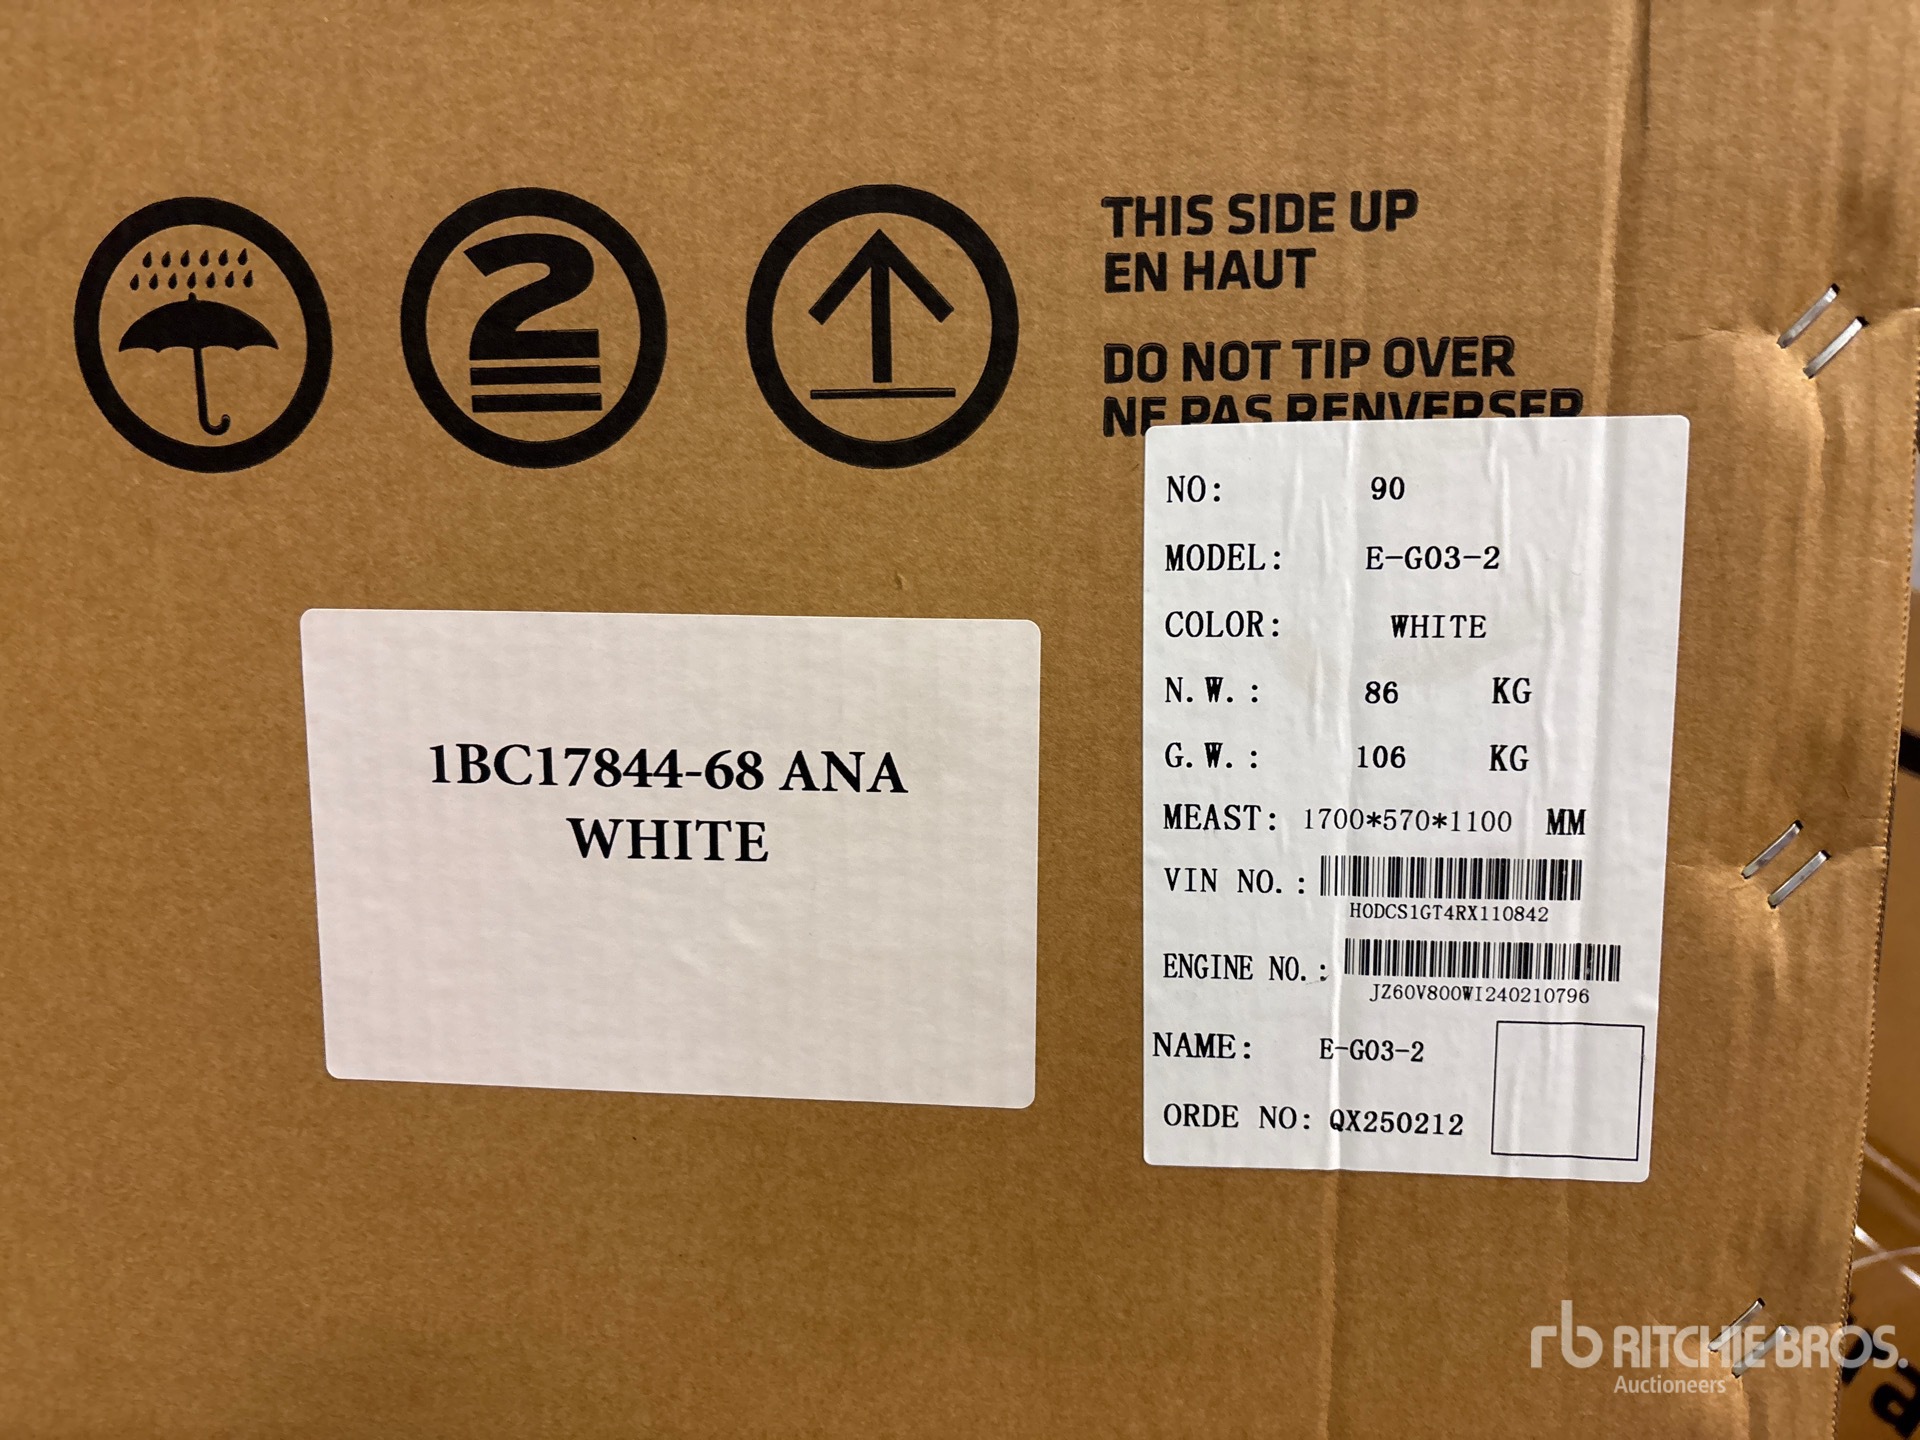 2
THIS SIDE UP
EN HAUT
DO NOT TIP OVER
NE PAS RENVERSER
1BC17844-68 ANA
WHITE
NO: 90
MODEL: E-G03-2
COLOR: WHITE
N.W.: 86 KG
G.W.: 106 KG
MEAST: 1700*570*1100 MM
VIN NO.:
H0DCS1GT4RX110842
ENGINE NO.:
JZ60V800WI240210796
NAME: E-G03-2
ORDE NO: QX250212
rb RITCHIE BROS.
Auctioneers